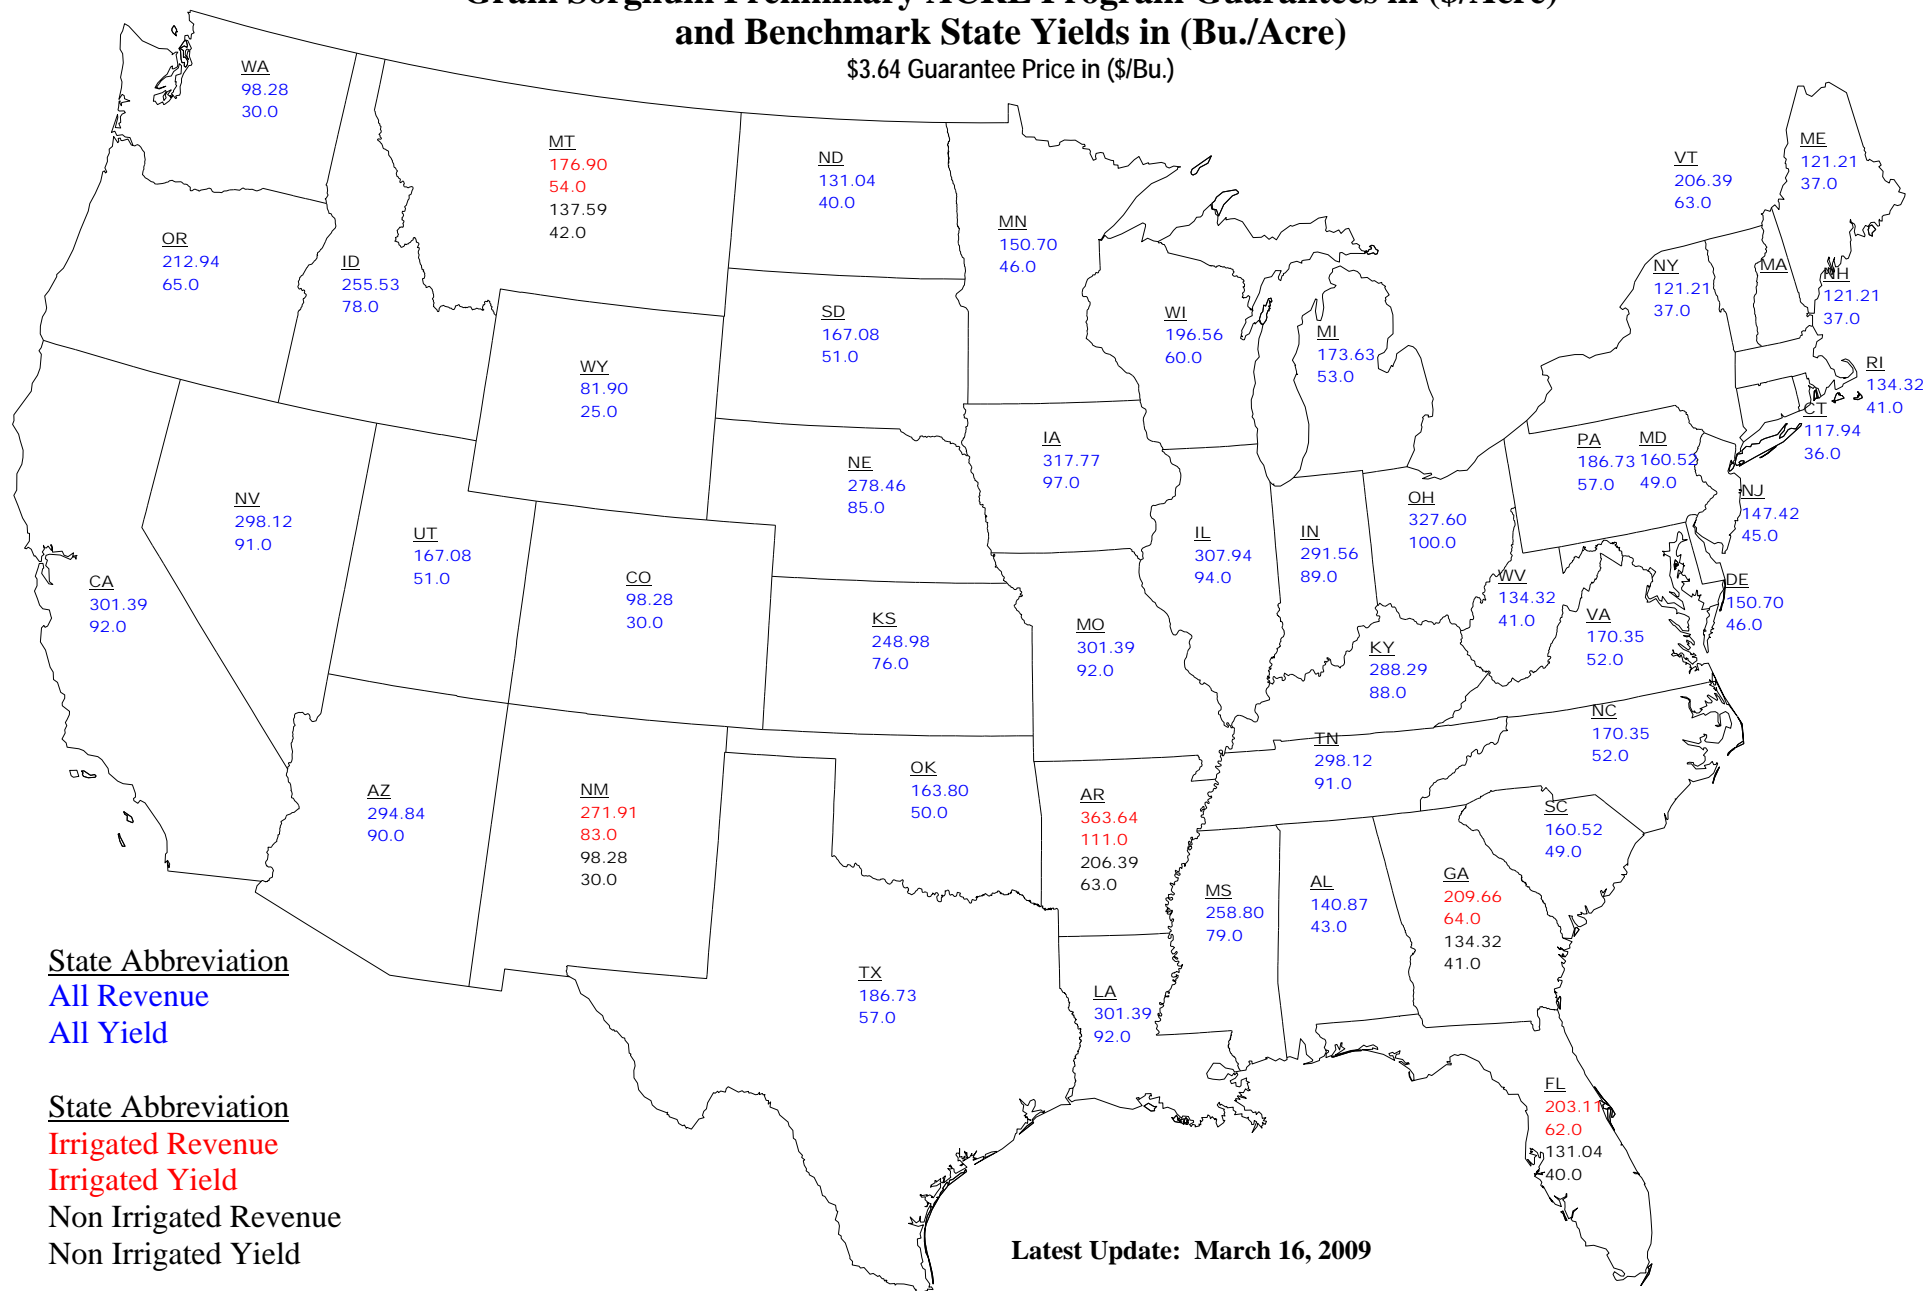 Grain Sorghum Preliminary ACRE Program Guarantees in ($/Acre)
and Benchmark State Yields in (Bu./Acre)
$3.64 Guarantee Price in ($/Bu.)
WA
98.28
30.0
MT
176.90
54.0
137.59
42.0
ND
131.04
40.0
MN
150.70
46.0
VT
206.39
63.0
ME
121.21
37.0
OR
212.94
65.0
ID
255.53
78.0
SD
167.08
51.0
WI
196.56
60.0
MI
173.63
53.0
NY
121.21
37.0
MA
NH
121.21
37.0
WY
81.90
25.0
RI
134.32
41.0
CT
117.94
36.0
NV
298.12
91.0
UT
167.08
51.0
NE
278.46
85.0
IA
317.77
97.0
PA
186.73
57.0
MD
160.52
49.0
NJ
147.42
45.0
CA
301.39
92.0
CO
98.28
30.0
KS
248.98
76.0
MO
301.39
92.0
IL
307.94
94.0
IN
291.56
89.0
OH
327.60
100.0
WV
134.32
41.0
DE
150.70
46.0
VA
170.35
52.0
KY
288.29
88.0
NC
170.35
52.0
TN
298.12
91.0
AZ
294.84
90.0
NM
271.91
83.0
98.28
30.0
OK
163.80
50.0
AR
363.64
111.0
206.39
63.0
SC
160.52
49.0
MS
258.80
79.0
AL
140.87
43.0
GA
209.66
64.0
134.32
41.0
TX
186.73
57.0
LA
301.39
92.0
FL
203.11
62.0
131.04
40.0
State Abbreviation
All Revenue
All Yield
State Abbreviation
Irrigated Revenue
Irrigated Yield
Non Irrigated Revenue
Non Irrigated Yield
Latest Update: March 16, 2009